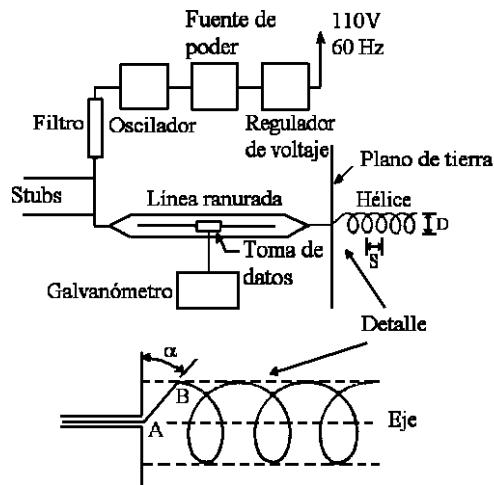 Fuente de
poder
110V
60 Hz
Filtro
Oscilador
Regulador
de voltaje
Plano de tierra
Stubs
Línea ranurada
Hélice
D
S
Toma de
datos
Galvanómetro
Detalle
α
B
A
Eje